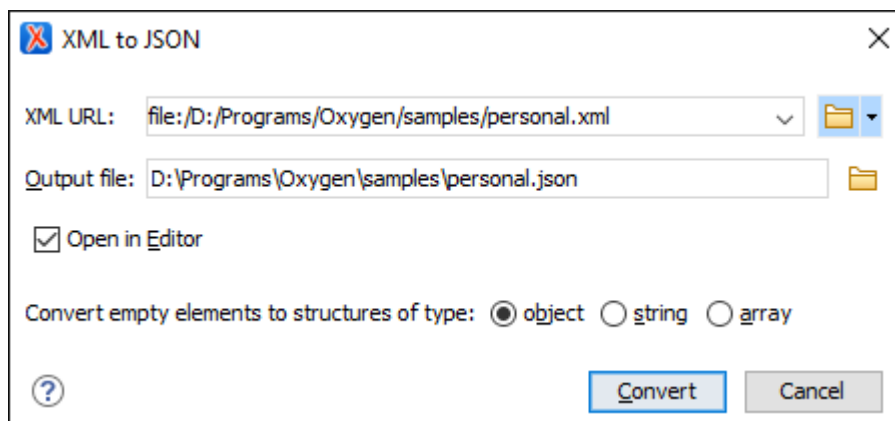 XML to JSON
XML URL: file:/D:/Programs/Oxygen/samples/personal.xml
Output file: D:\Programs\Oxygen\samples\personal.json
Open in Editor
Convert empty elements to structures of type: object string array
? Convert Cancel